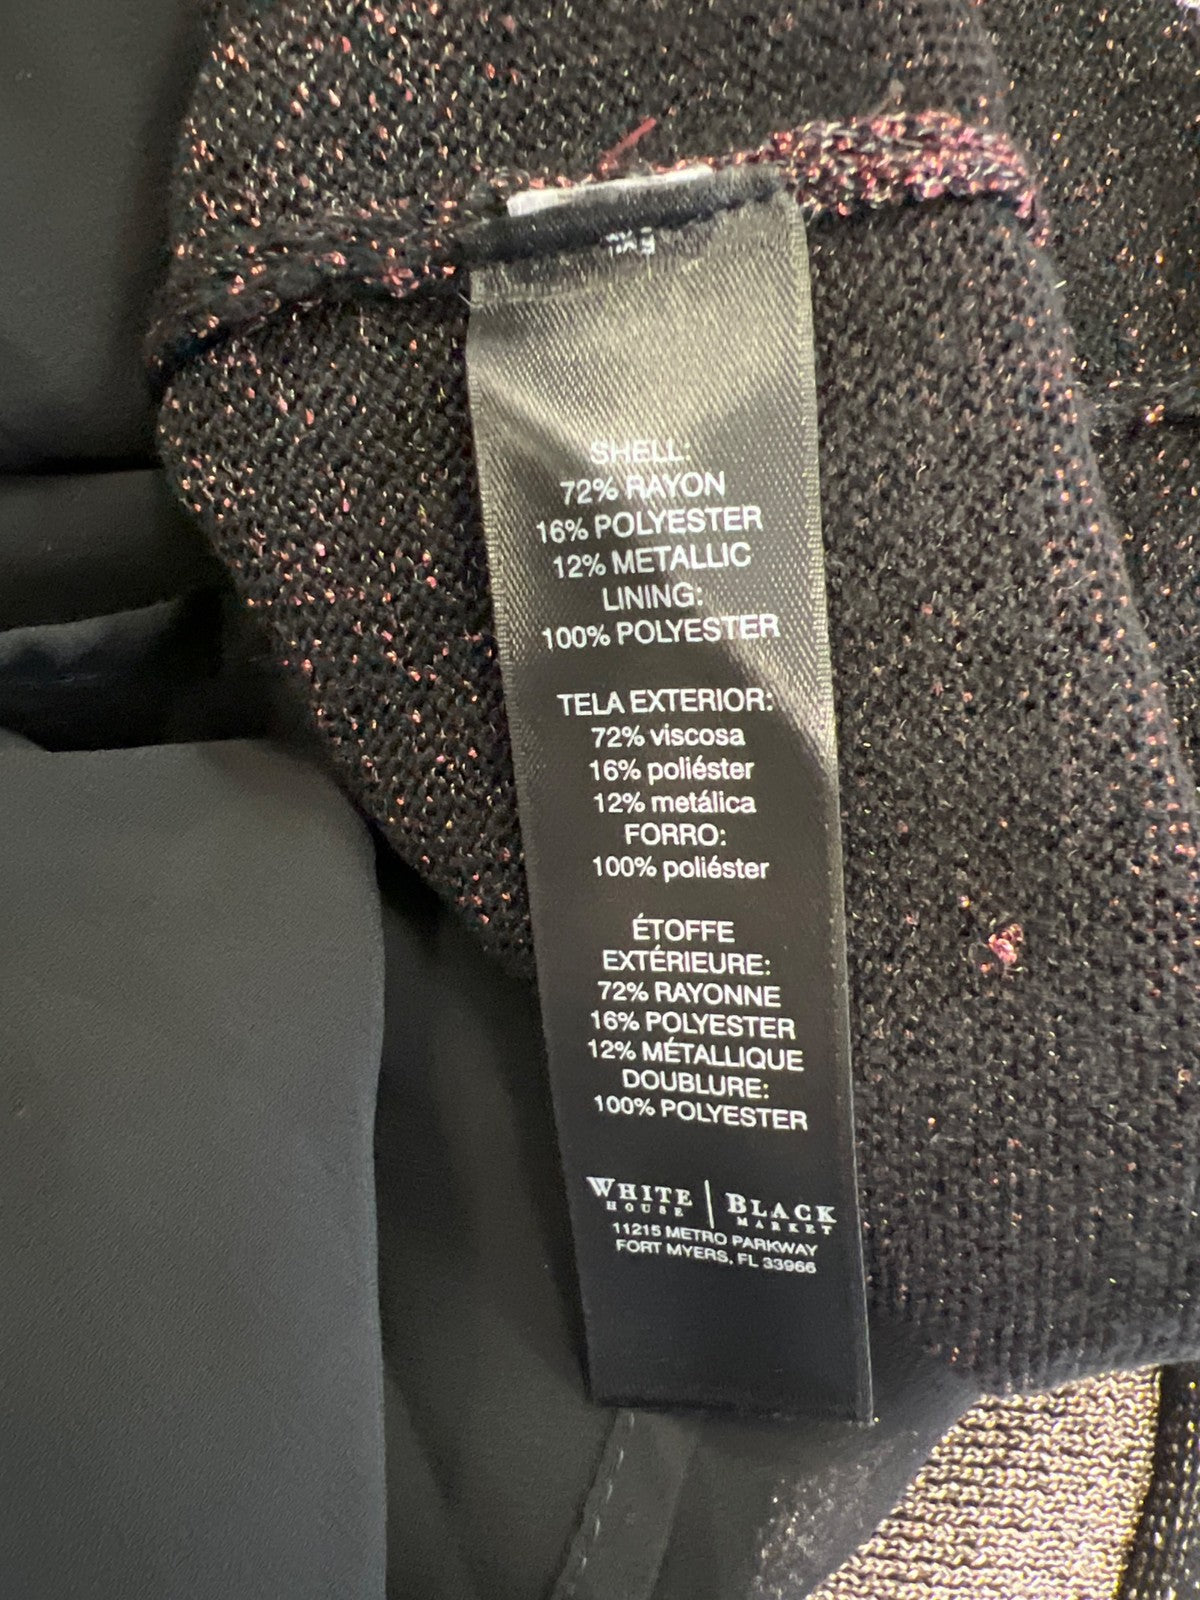 SHELL:
72% RAYON
16% POLYESTER
12% METALLIC
LINING:
100% POLYESTER
TELA EXTERIOR:
72% viscosa
16% poliéster
12% metálica
FORRO:
100% poliéster
ÉTOFFE
EXTÉRIEURE:
72% RAYONNE
16% POLYESTER
12% MÉTALLIQUE
DOUBLURE:
100% POLYESTER
WHITE | BLACK
HOUSE MARKET
11215 METRO PARKWAY
FORT MYERS, FL 33966